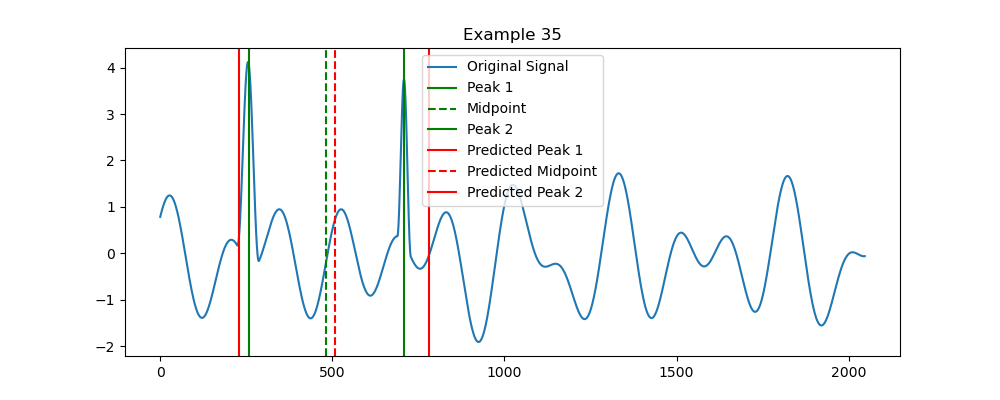 Example 35
4
3
2
1
0
−1
−2
Original Signal
Peak 1
Midpoint
Peak 2
Predicted Peak 1
Predicted Midpoint
Predicted Peak 2
0 500 1000 1500 2000